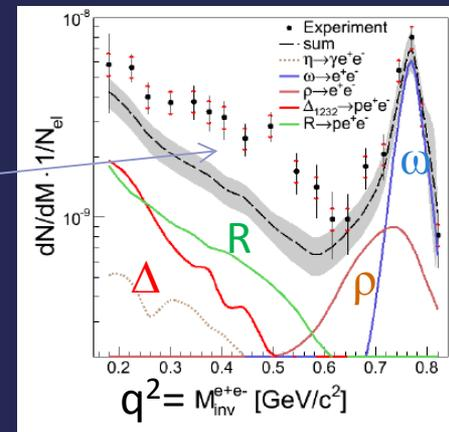 10⁻⁸
10⁻⁹
dN/dM · 1/N_el
Experiment
sum
η→γe⁺e⁻
ω→e⁺e⁻
ρ→e⁺e⁻
Δ₁₂₃₂→pe⁺e⁻
R→pe⁺e⁻
ω
R
Δ
ρ
0.2 0.3 0.4 0.5 0.6 0.7 0.8
q²= M_inv^e+e- [GeV/c²]